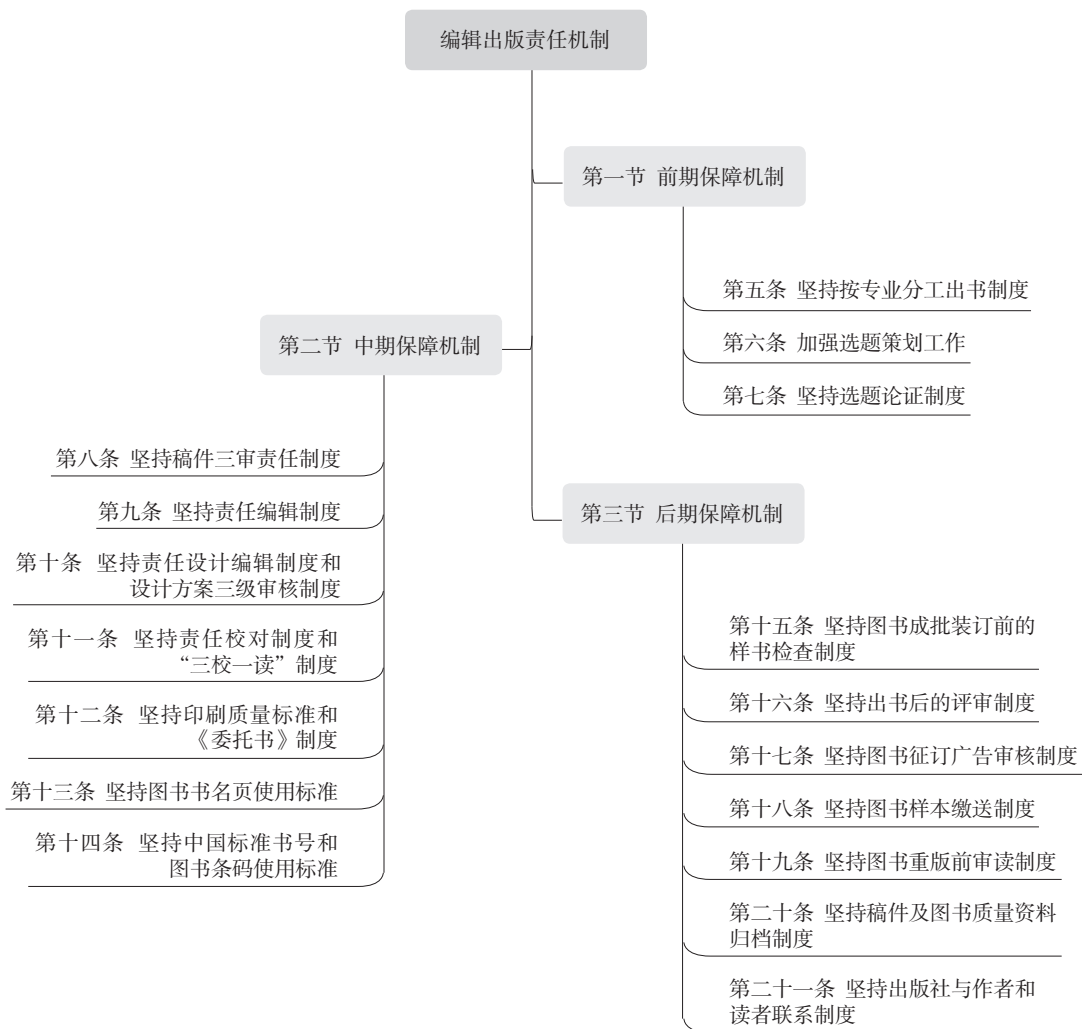 编辑出版责任机制
第一节 前期保障机制
第五条 坚持按专业分工出书制度
第六条 加强选题策划工作
第七条 坚持选题论证制度
第二节 中期保障机制
第八条 坚持稿件三审责任制度
第九条 坚持责任编辑制度
第十条 坚持责任设计编辑制度和
设计方案三级审核制度
第十一条 坚持责任校对制度和
“三校一读”制度
第十二条 坚持印刷质量标准和
《委托书》制度
第十三条 坚持图书书名页使用标准
第十四条 坚持中国标准书号和
图书条码使用标准
第三节 后期保障机制
第十五条 坚持图书成批装订前的
样书检查制度
第十六条 坚持出书后的评审制度
第十七条 坚持图书征订广告审核制度
第十八条 坚持图书样本缴送制度
第十九条 坚持图书重版前审读制度
第二十条 坚持稿件及图书质量资料
归档制度
第二十一条 坚持出版社与作者和
读者联系制度